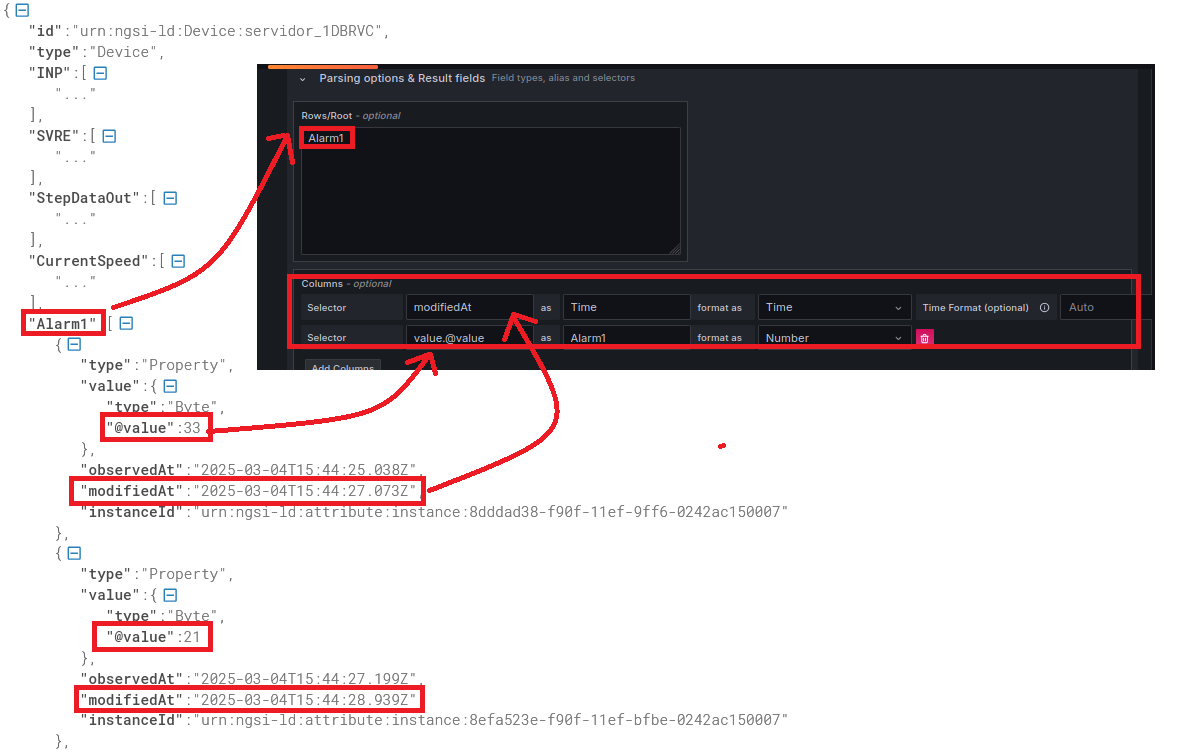 {
"id":"urn:ngsi-ld:Device:servidor_1DBRVC",
"type":"Device",
"INP":[
"..."
],
"SVRE":[
"..."
],
"StepDataOut":[
"..."
],
"CurrentSpeed":[
"..."
],
"Alarm1":[
{
"type":"Property",
"value":{
"type":"Byte",
"@value":33
},
"observedAt":"2025-03-04T15:44:25.038Z",
"modifiedAt":"2025-03-04T15:44:27.073Z",
"instanceId":"urn:ngsi-ld:attribute:instance:8dddad38-f90f-11ef-9ff6-0242ac150007"
},
{
"type":"Property",
"value":{
"type":"Byte",
"@value":21
},
"observedAt":"2025-03-04T15:44:27.199Z",
"modifiedAt":"2025-03-04T15:44:28.939Z"
"instanceId":"urn:ngsi-ld:attribute:instance:8efa523e-f90f-11ef-bfbe-0242ac150007"
},
Parsing options & Result fields Field types, alias and selectors
Rows/Root - optional
Alarm1
Columns - optional
Selector modifiedAt as Time format as Time Time Format (optional) Auto
Selector value.@value as Alarm1 format as Number
Add Columns